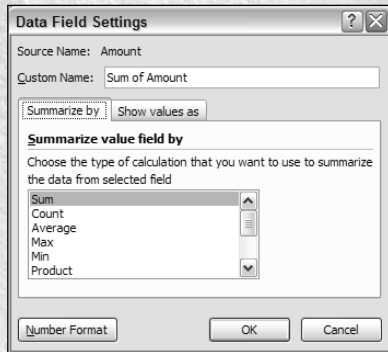 Data Field Settings
Source Name: Amount
Custom Name: Sum of Amount
Summarize by Show values as
Summarize value field by
Choose the type of calculation that you want to use to summarize
the data from selected field
Sum
Count
Average
Max
Min
Product
Number Format OK Cancel